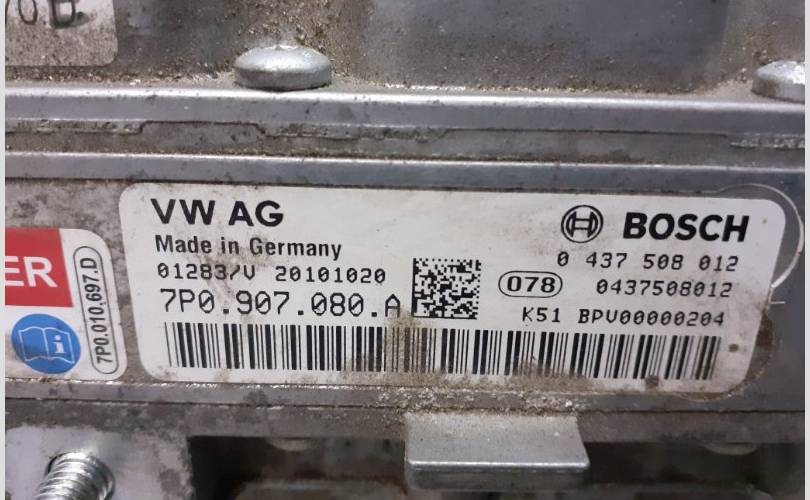 O.D.
VW AG
BOSCH
Made in Germany
0 437 508 012
01283/V 20101020
078
0437508012
7P0.907.080.A
K51 BPV00000204
ER
i
7P0.010.697.D